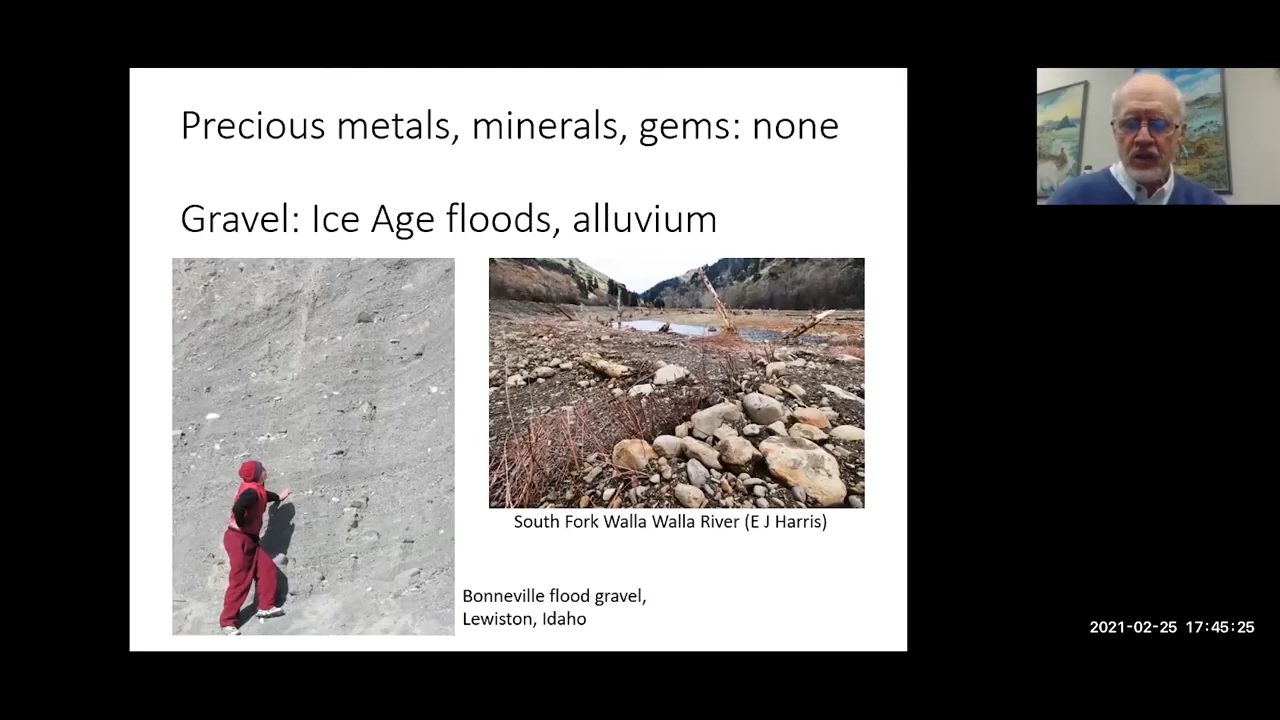 Precious metals, minerals, gems: none
Gravel: Ice Age floods, alluvium
South Fork Walla Walla River (E J Harris)
Bonneville flood gravel,
Lewiston, Idaho
2021-02-25 17:45:25